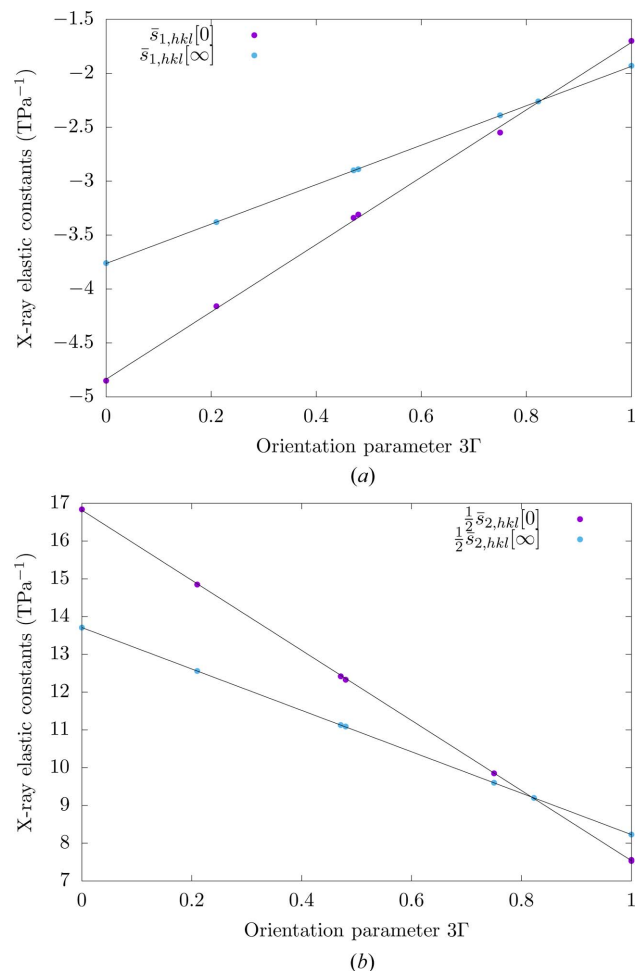 −1.5
−2
−2.5
−3
−3.5
−4
−4.5
−5
X-ray elastic constants (TPa⁻¹)
s̄₁,ₕₖₗ[0]
s̄₁,ₕₖₗ[∞]
0 0.2 0.4 0.6 0.8 1
Orientation parameter 3Γ
(a)
17
16
15
14
13
12
11
10
9
8
7
X-ray elastic constants (TPa⁻¹)
½s̄₂,ₕₖₗ[0]
½s̄₂,ₕₖₗ[∞]
0 0.2 0.4 0.6 0.8 1
Orientation parameter 3Γ
(b)